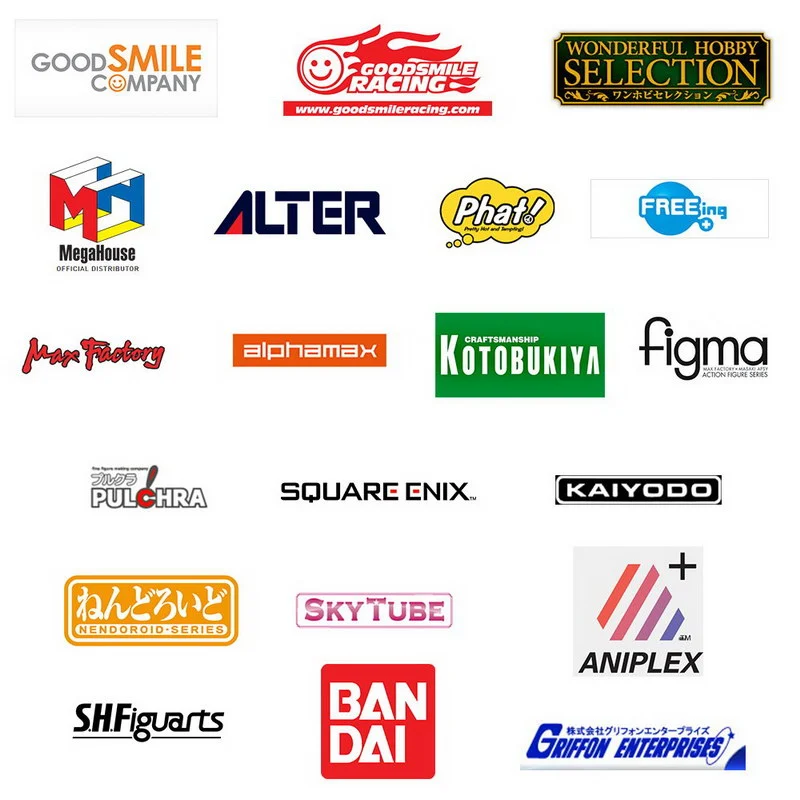 GOODSMILE
COMPANY
GOODSMILE
RACING
www.goodsmileracing.com
WONDERFUL HOBBY
SELECTION
ワンホビセレクション
MH
MegaHouse
OFFICIAL DISTRIBUTOR
ALTER
Phat!
Pretty Hot and Tempting!
FREEing
Max Factory
alphamax
CRAFTSMANSHIP
KOTOBUKIYA
figma
MAX FACTORY × MASAKI APSY
ACTION FIGURE SERIES
Fine figure making company
プルクラ
PULCHRA
SQUARE ENIX™
KAIYODO
ねんどろいど
NENDOROID·SERIES
SKYTUBE
+
SM
ANIPLEX
S.H.Figuarts
BAN
DAI
株式会社グリフォンエンタープライズ
GRIFFON ENTERPRISES